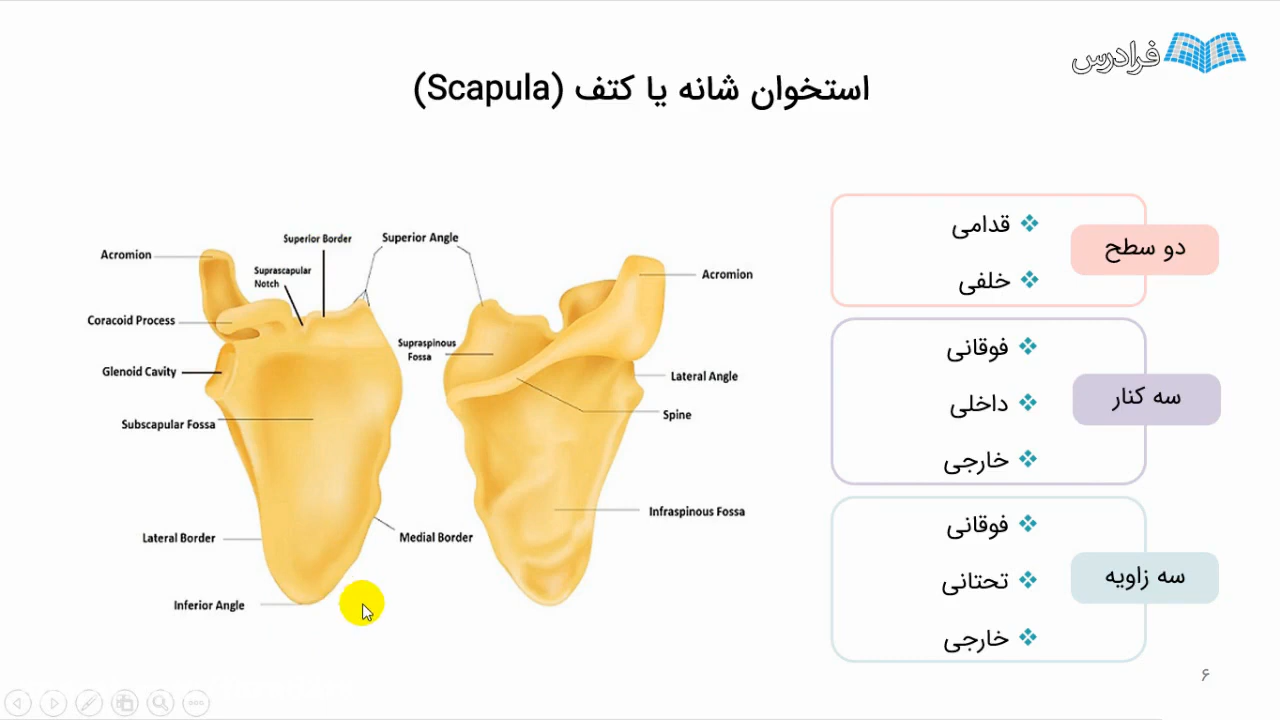 فرادرس
استخوان شانه یا کتف (Scapula)
دو سطح
قدامی
خلفی
سه کنار
فوقانی
داخلی
خارجی
سه زاویه
فوقانی
تحتانی
خارجی
Acromion
Superior Border
Superior Angle
Suprascapular
Notch
Acromion
Coracoid Process
Supraspinous
Fossa
Glenoid Cavity
Lateral Angle
Subscapular Fossa
Spine
Infraspinous Fossa
Lateral Border
Medial Border
Inferior Angle
۶